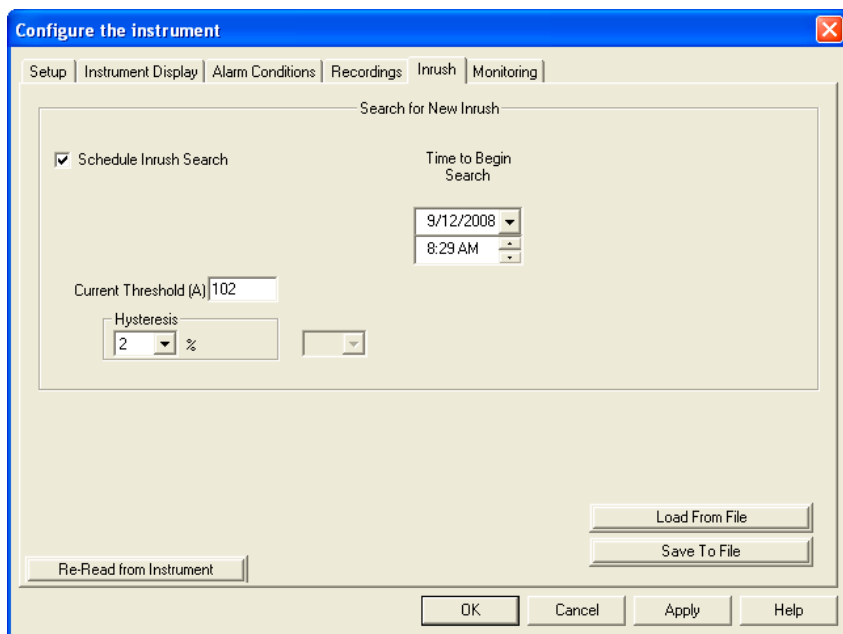 Configure the instrument
Setup
Instrument Display
Alarm Conditions
Recordings
Inrush
Monitoring
Search for New Inrush
Schedule Inrush Search
Time to Begin
Search
9/12/2008
8:29 AM
Current Threshold (A) 102
Hysteresis
2 %
Load From File
Save To File
Re-Read from Instrument
OK
Cancel
Apply
Help